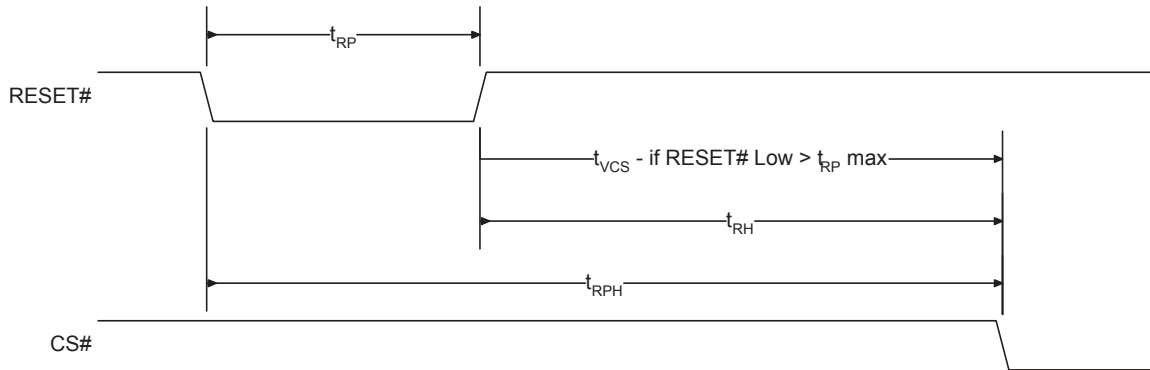 tRP
RESET#
tVCS - if RESET# Low > tRP max
tRH
tRPH
CS#